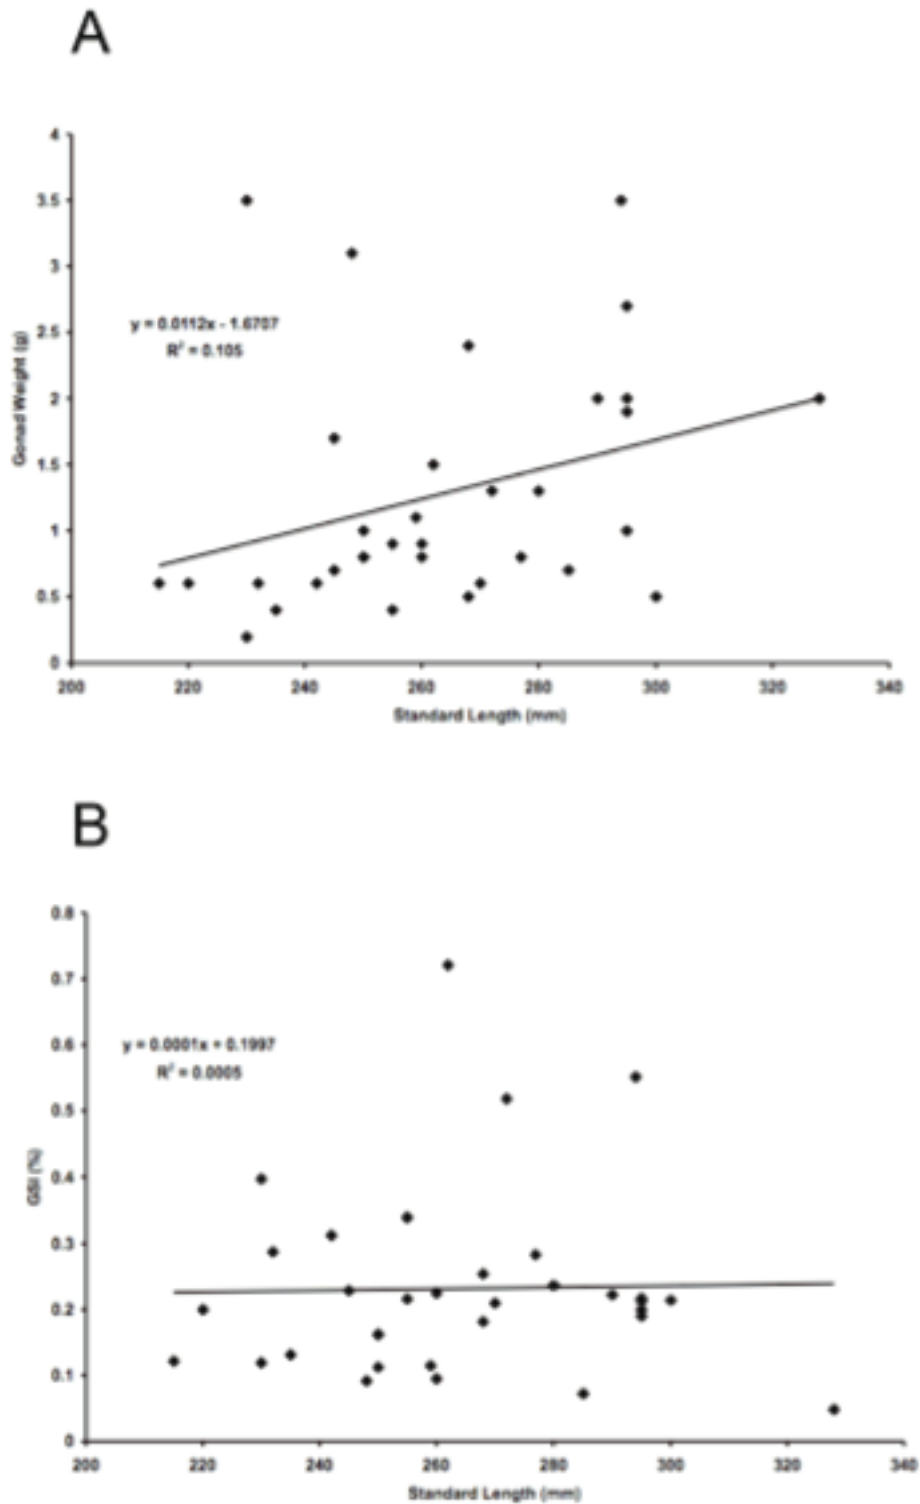 A
4
3.5
3
2.5
2
1.5
1
0.5
0
Gonad Weight (g)
y = 0.0112x - 1.6707
R² = 0.105
200 220 240 260 280 300 320 340
Standard Length (mm)
B
0.8
0.7
0.6
0.5
0.4
0.3
0.2
0.1
0
GSI (%)
y = 0.0001x + 0.1997
R² = 0.0005
200 220 240 260 280 300 320 340
Standard Length (mm)